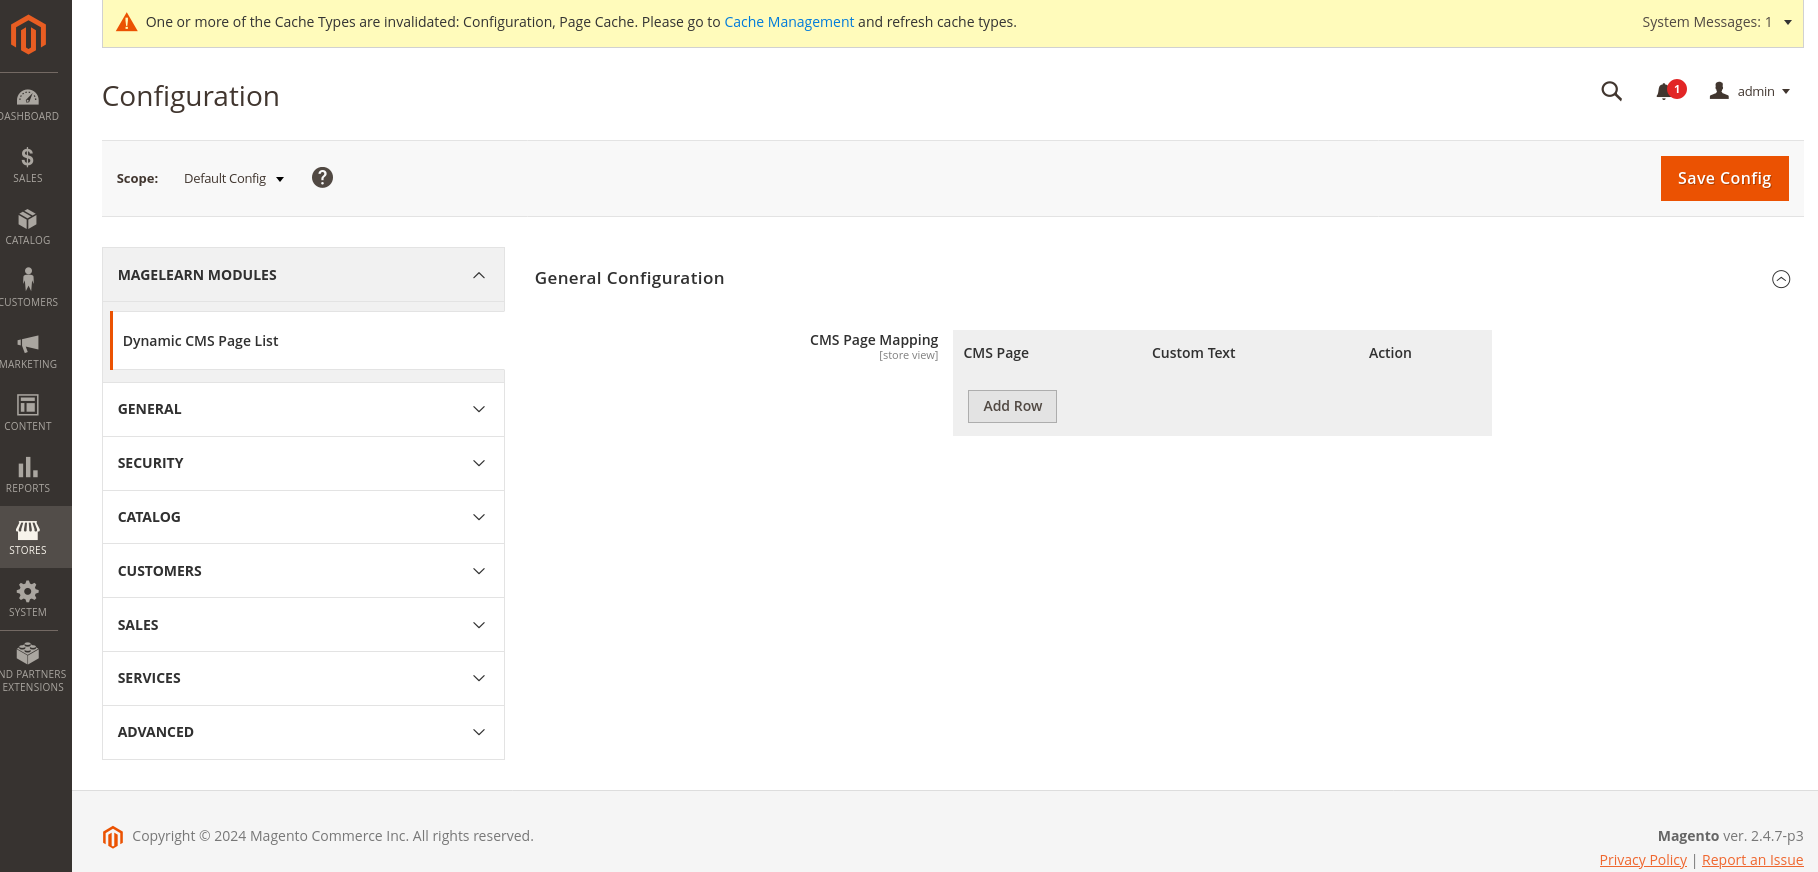 One or more of the Cache Types are invalidated: Configuration, Page Cache. Please go to Cache Management and refresh cache types.
System Messages: 1
Configuration
1
admin
Scope:
Default Config
?
Save Config
DASHBOARD
$
SALES
CATALOG
CUSTOMERS
MARKETING
CONTENT
REPORTS
STORES
SYSTEM
ND PARTNERS
EXTENSIONS
MAGELEARN MODULES
Dynamic CMS Page List
GENERAL
SECURITY
CATALOG
CUSTOMERS
SALES
SERVICES
ADVANCED
General Configuration
CMS Page Mapping
[store view]
CMS Page
Custom Text
Action
Add Row
Copyright © 2024 Magento Commerce Inc. All rights reserved.
Magento ver. 2.4.7-p3
Privacy Policy | Report an Issue